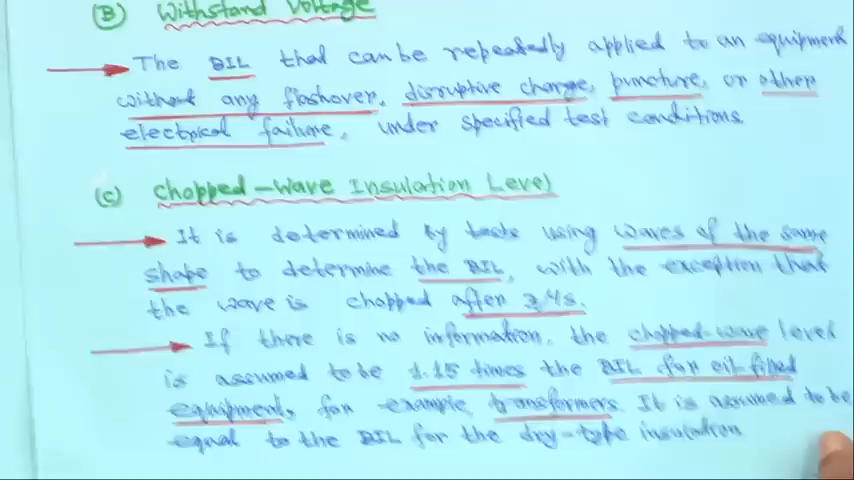 (B) Withstand Voltage
The BIL that can be repeatedly applied to an equipment
without any flashover, disruptive charge, puncture, or other
electrical failure, under specified test conditions.
(c) Chopped-Wave Insulation Level
It is determined by tests using waves of the same
shape to determine the BIL, with the exception that
the wave is chopped after 3 μs.
If there is no information, the chopped-wave level
is assumed to be 1.15 times the BIL for oil filled
equipment, for example, transformers. It is assumed to be
equal to the BIL for the dry-type insulation